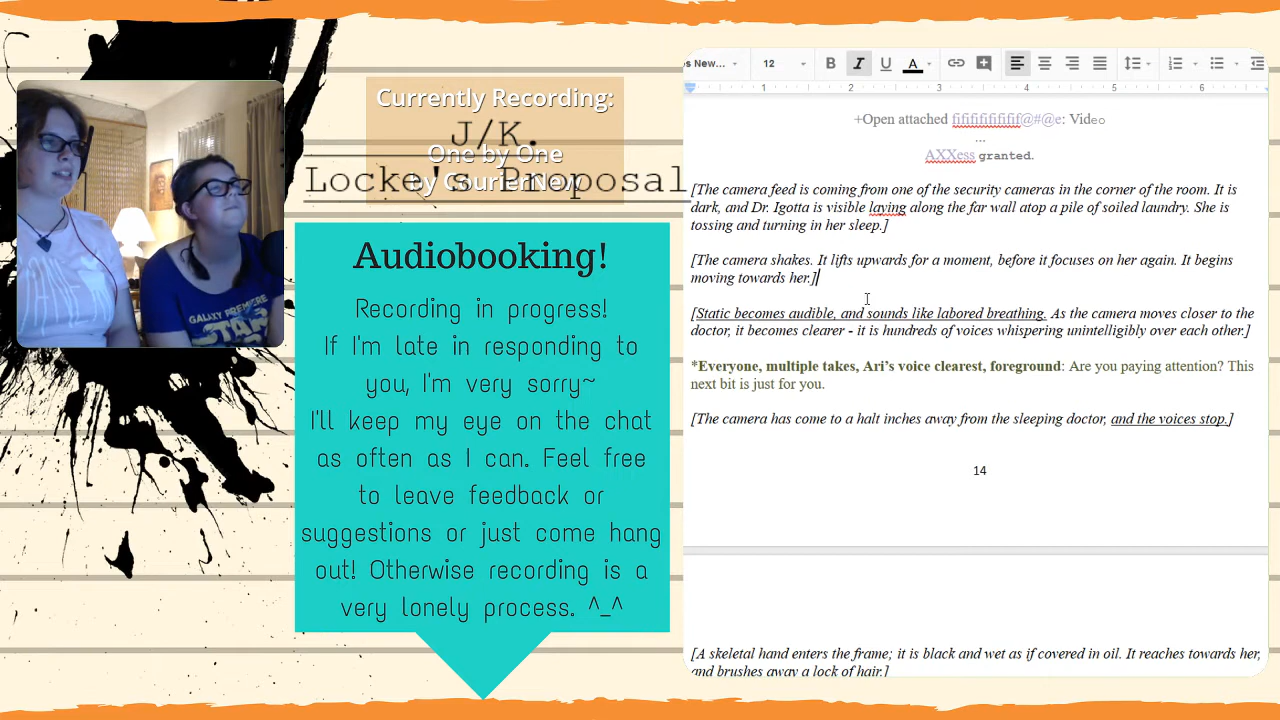 Currently Recording:
J/K.
One by One
by CourierNew
Locke's Proposal
Audiobooking!
Recording in progress!
If I'm late in responding to
you, I'm very sorry~
I'll keep my eye on the chat
as often as I can. Feel free
to leave feedback or
suggestions or just come hang
out! Otherwise recording is a
very lonely process. ^_^
GALAXY PREMIERE
STAR
s New... 12 B I U A
1 2 3 4 5 6
+Open attached fififififififif@#@e: Video
...
AXXess granted.
[The camera feed is coming from one of the security cameras in the corner of the room. It is
dark, and Dr. Igotta is visible laying along the far wall atop a pile of soiled laundry. She is
tossing and turning in her sleep.]
[The camera shakes. It lifts upwards for a moment, before it focuses on her again. It begins
moving towards her.]
[Static becomes audible, and sounds like labored breathing. As the camera moves closer to the
doctor, it becomes clearer - it is hundreds of voices whispering unintelligibly over each other.]
*Everyone, multiple takes, Ari's voice clearest, foreground: Are you paying attention? This
next bit is just for you.
[The camera has come to a halt inches away from the sleeping doctor, and the voices stop.]
14
[A skeletal hand enters the frame; it is black and wet as if covered in oil. It reaches towards her,
and brushes away a lock of hair.]